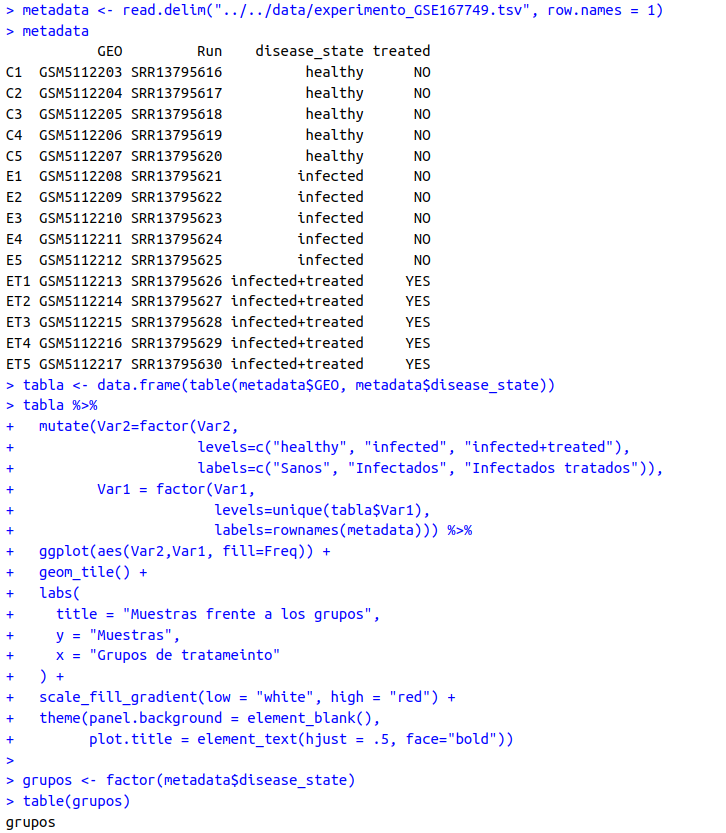 > metadata <- read.delim("../../data/experimento_GSE167749.tsv", row.names = 1)
> metadata
GEO Run disease_state treated
C1 GSM5112203 SRR13795616 healthy NO
C2 GSM5112204 SRR13795617 healthy NO
C3 GSM5112205 SRR13795618 healthy NO
C4 GSM5112206 SRR13795619 healthy NO
C5 GSM5112207 SRR13795620 healthy NO
E1 GSM5112208 SRR13795621 infected NO
E2 GSM5112209 SRR13795622 infected NO
E3 GSM5112210 SRR13795623 infected NO
E4 GSM5112211 SRR13795624 infected NO
E5 GSM5112212 SRR13795625 infected NO
ET1 GSM5112213 SRR13795626 infected+treated YES
ET2 GSM5112214 SRR13795627 infected+treated YES
ET3 GSM5112215 SRR13795628 infected+treated YES
ET4 GSM5112216 SRR13795629 infected+treated YES
ET5 GSM5112217 SRR13795630 infected+treated YES
> tabla <- data.frame(table(metadata$GEO, metadata$disease_state))
> tabla %>%
+ mutate(Var2=factor(Var2,
+ levels=c("healthy", "infected", "infected+treated"),
+ labels=c("Sanos", "Infectados", "Infectados tratados")),
+ Var1 = factor(Var1,
+ levels=unique(tabla$Var1),
+ labels=rownames(metadata))) %>%
+ ggplot(aes(Var2,Var1, fill=Freq)) +
+ geom_tile() +
+ labs(
+ title = "Muestras frente a los grupos",
+ y = "Muestras",
+ x = "Grupos de tratameinto"
+ ) +
+ scale_fill_gradient(low = "white", high = "red") +
+ theme(panel.background = element_blank(),
+ plot.title = element_text(hjust = .5, face="bold"))
>
> grupos <- factor(metadata$disease_state)
> table(grupos)
grupos